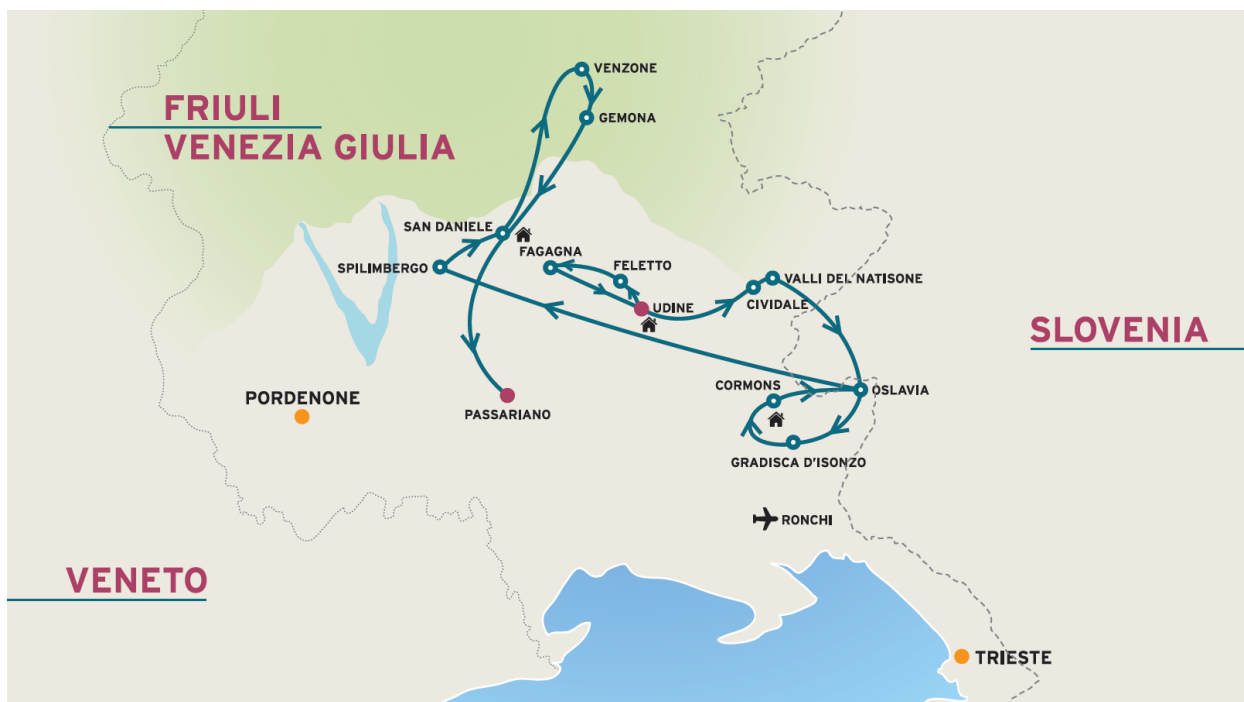 VENZONE
FRIULI
VENEZIA GIULIA
GEMONA
SAN DANIELE
FAGAGNA
FELETTO
SPILIMBERGO
VALLI DEL NATISONE
CIVIDALE
UDINE
SLOVENIA
CORMONS
OSLAVIA
PORDENONE
PASSARIANO
GRADISCA D'ISONZO
RONCHI
VENETO
TRIESTE